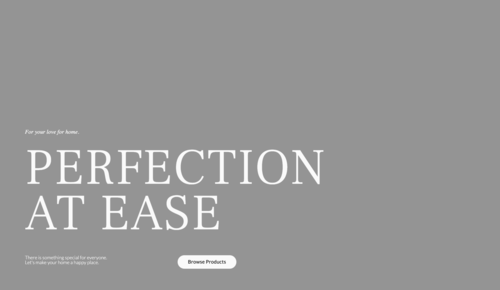 For your love for home.
PERFECTION
AT EASE
There is something special for everyone.
Let's make your home a happy place.
Browse Products